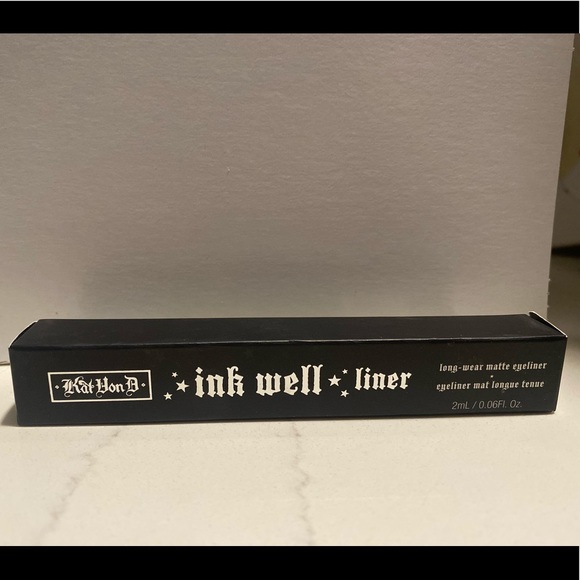 ·Kat Von D·
ink well liner
long-wear matte eyeliner
·
eyeliner mat longue tenue
2mL / 0.06Fl. Oz.